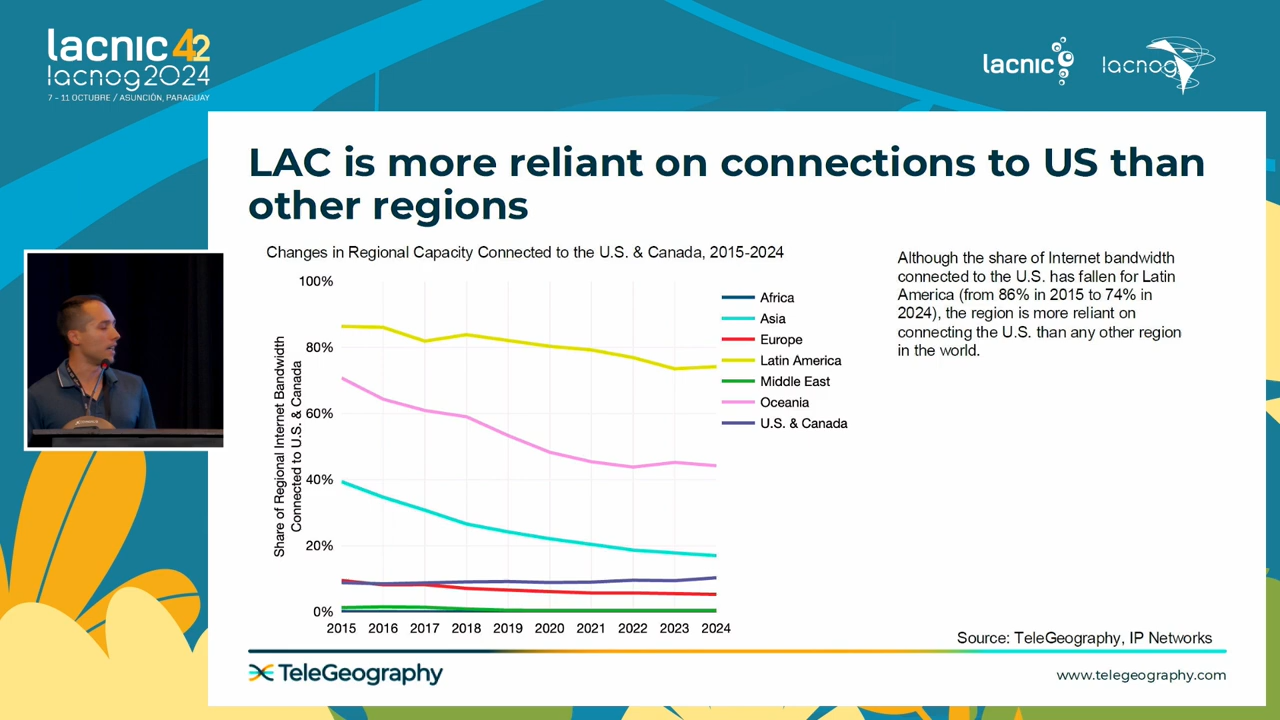 lacnic 42
lacnog2024
7 - 11 OCTUBRE / ASUNCIÓN, PARAGUAY
lacnic
lacnog
LAC is more reliant on connections to US than
other regions
Changes in Regional Capacity Connected to the U.S. & Canada, 2015-2024
Share of Regional Internet Bandwidth
Connected to U.S. & Canada
100%
80%
60%
40%
20%
0%
2015 2016 2017 2018 2019 2020 2021 2022 2023 2024
Africa
Asia
Europe
Latin America
Middle East
Oceania
U.S. & Canada
Although the share of Internet bandwidth
connected to the U.S. has fallen for Latin
America (from 86% in 2015 to 74% in
2024), the region is more reliant on
connecting the U.S. than any other region
in the world.
Source: TeleGeography, IP Networks
TeleGeography
www.telegeography.com